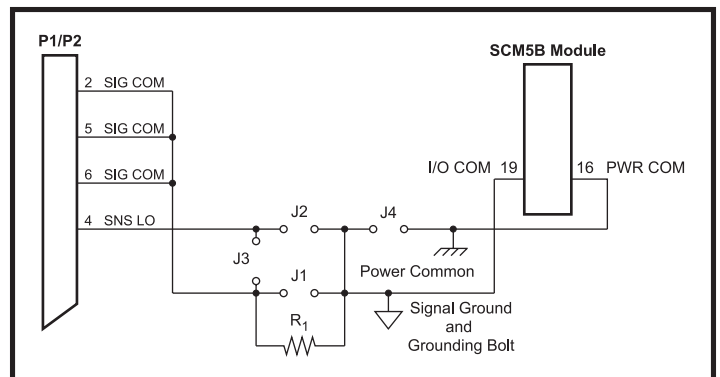 P1/P2
SCM5B Module
2 SIG COM
5 SIG COM
6 SIG COM
4 SNS LO
I/O COM 19
16 PWR COM
J2
J4
J3
J1
Power Common
R1
Signal Ground
and
Grounding Bolt